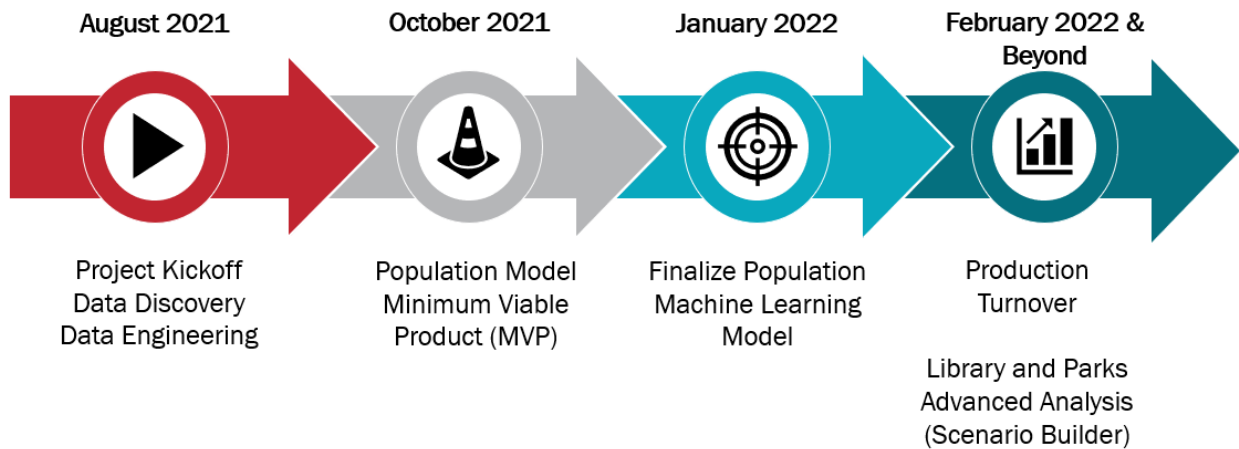 August 2021
Project Kickoff
Data Discovery
Data Engineering
October 2021
Population Model
Minimum Viable
Product (MVP)
January 2022
Finalize Population
Machine Learning
Model
February 2022 &
Beyond
Production
Turnover
Library and Parks
Advanced Analysis
(Scenario Builder)